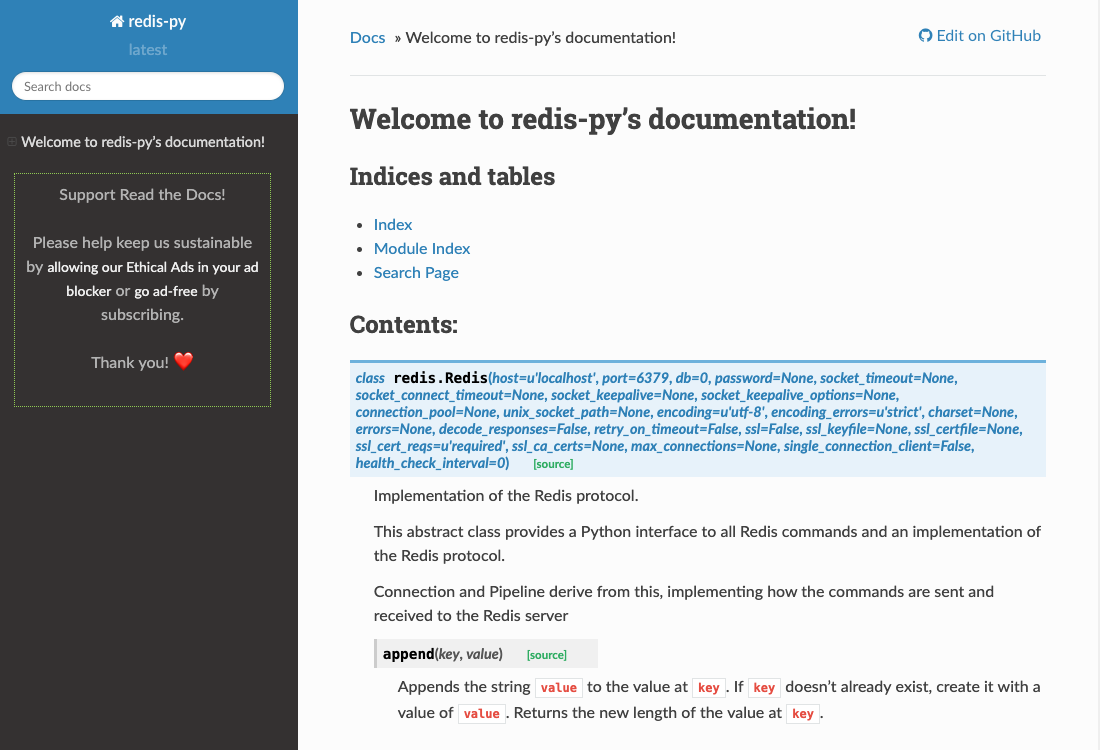 redis-py
latest
Search docs
Welcome to redis-py's documentation!
Support Read the Docs!
Please help keep us sustainable
by allowing our Ethical Ads in your ad
blocker or go ad-free by
subscribing.
Thank you! ❤️
Docs » Welcome to redis-py's documentation!
Edit on GitHub
Welcome to redis-py's documentation!
Indices and tables
• Index
• Module Index
• Search Page
Contents:
class redis.Redis(host=u'localhost', port=6379, db=0, password=None, socket_timeout=None,
socket_connect_timeout=None, socket_keepalive=None, socket_keepalive_options=None,
connection_pool=None, unix_socket_path=None, encoding=u'utf-8', encoding_errors=u'strict', charset=None,
errors=None, decode_responses=False, retry_on_timeout=False, ssl=False, ssl_keyfile=None, ssl_certfile=None,
ssl_cert_reqs=u'required', ssl_ca_certs=None, max_connections=None, single_connection_client=False,
health_check_interval=0) [source]
Implementation of the Redis protocol.
This abstract class provides a Python interface to all Redis commands and an implementation of
the Redis protocol.
Connection and Pipeline derive from this, implementing how the commands are sent and
received to the Redis server
append(key, value) [source]
Appends the string value to the value at key. If key doesn't already exist, create it with a
value of value. Returns the new length of the value at key.